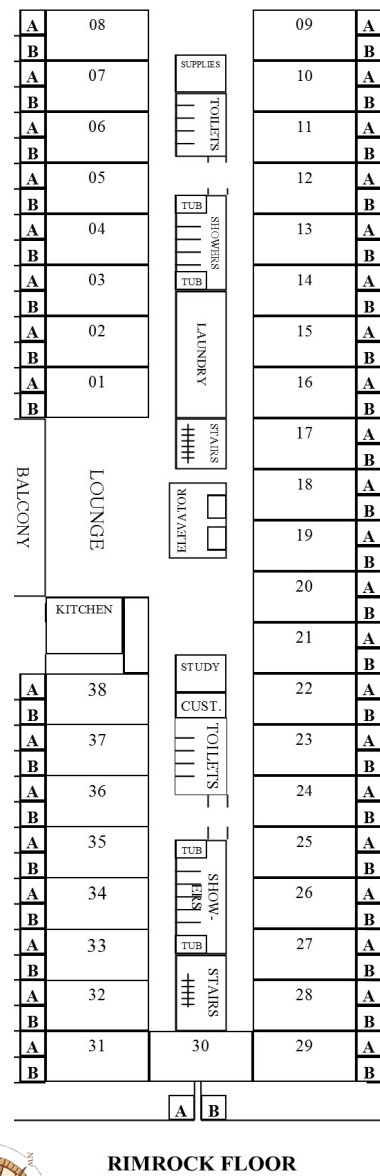 A 08 09 A
B B
A 07 SUPPLIES 10 A
B B
A 06 TOILETS 11 A
B B
A 05 12 A
B B
A 04 TUB SHOWERS 13 A
B B
A 03 TUB 14 A
B B
A 02 LAUNDRY 15 A
B B
A 01 16 A
B B
STAIRS 17 A
B
BALCONY LOUNGE ELEVATOR 18 A
B
19 A
B
20 A
B
KITCHEN 21 A
B
A 38 STUDY 22 A
B CUST. B
A 37 TOILETS 23 A
B B
A 36 24 A
B B
A 35 TUB 25 A
B B
A 34 SHOW-
ERS 26 A
B B
A 33 TUB 27 A
B B
A 32 STAIRS 28 A
B B
A 31 30 29 A
B B
A B
NW
RIMROCK FLOOR